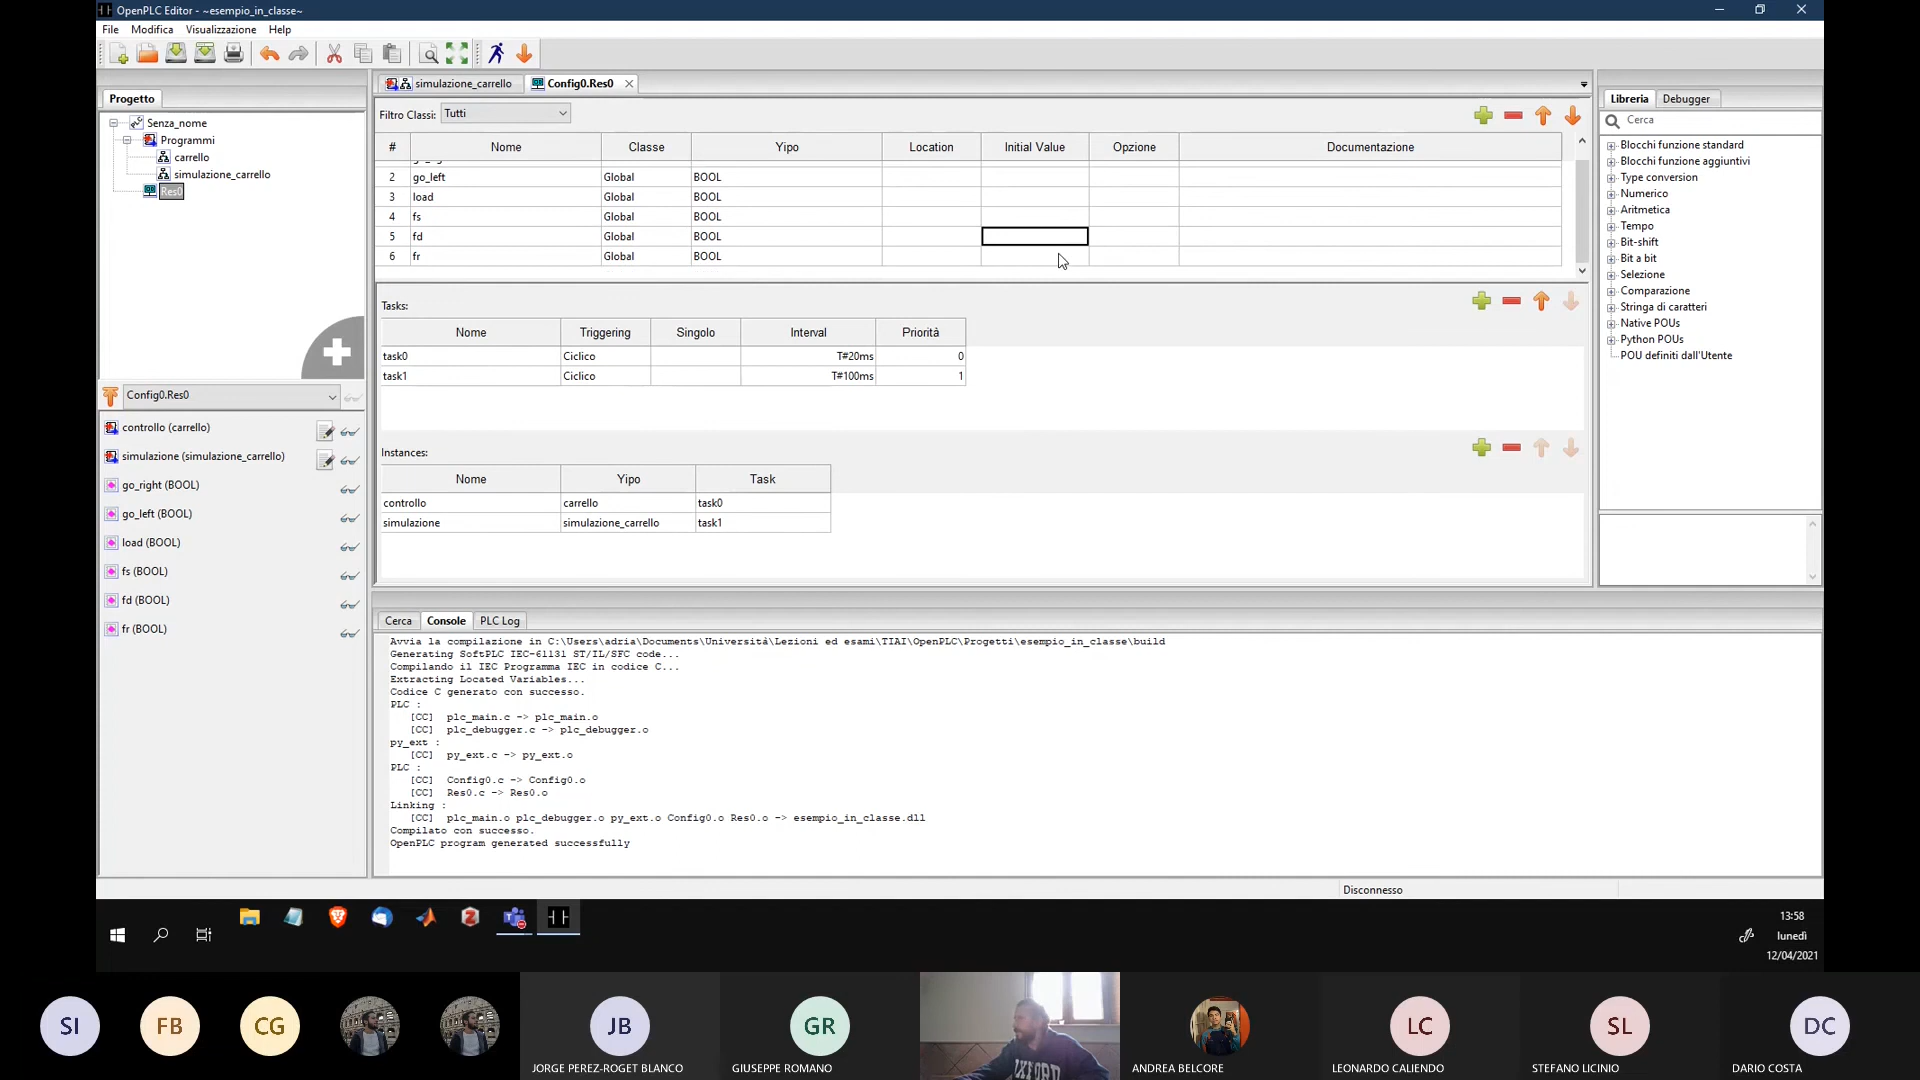 OpenPLC Editor - ~esempio_in_classe~
File Modifica Visualizzazione Help
Progetto
Senza_nome
Programmi
carrello
simulazione_carrello
Res0
Config0.Res0
controllo (carrello)
simulazione (simulazione_carrello)
go_right (BOOL)
go_left (BOOL)
load (BOOL)
fs (BOOL)
fd (BOOL)
fr (BOOL)
simulazione_carrello Config0.Res0
Filtro Classi: Tutti
# Nome Classe Yipo Location Initial Value Opzione Documentazione
2 go_left Global BOOL
3 load Global BOOL
4 fs Global BOOL
5 fd Global BOOL
6 fr Global BOOL
Tasks:
Nome Triggering Singolo Interval Priorità
task0 Ciclico T#20ms 0
task1 Ciclico T#100ms 1
Instances:
Nome Yipo Task
controllo carrello task0
simulazione simulazione_carrello task1
Cerca Console PLC Log
Avvia la compilazione in C:\Users\adria\Documents\Università\Lezioni ed esami\TIAI\OpenPLC\Progetti\esempio_in_classe\build
Generating SoftPLC IEC-61131 ST/IL/SFC code...
Compilando il IEC Programma IEC in codice C...
Extracting Located Variables...
Codice C generato con successo.
PLC :
[CC] plc_main.c -> plc_main.o
[CC] plc_debugger.c -> plc_debugger.o
py_ext :
[CC] py_ext.c -> py_ext.o
PLC :
[CC] Config0.c -> Config0.o
[CC] Res0.c -> Res0.o
Linking :
[CC] plc_main.o plc_debugger.o py_ext.o Config0.o Res0.o -> esempio_in_classe.dll
Compilato con successo.
OpenPLC program generated successfully
Libreria Debugger
Cerca
Blocchi funzione standard
Blocchi funzione aggiuntivi
Type conversion
Numerico
Aritmetica
Tempo
Bit-shift
Bit a bit
Selezione
Comparazione
Stringa di caratteri
Native POUs
Python POUs
POU definiti dall'Utente
Disconnesso
13:58
lunedì
12/04/2021
SI FB CG JB GR LC SL DC
OXFORD
JORGE PEREZ-ROGET BLANCO GIUSEPPE ROMANO ANDREA BELCORE LEONARDO CALIENDO STEFANO LICINIO DARIO COSTA